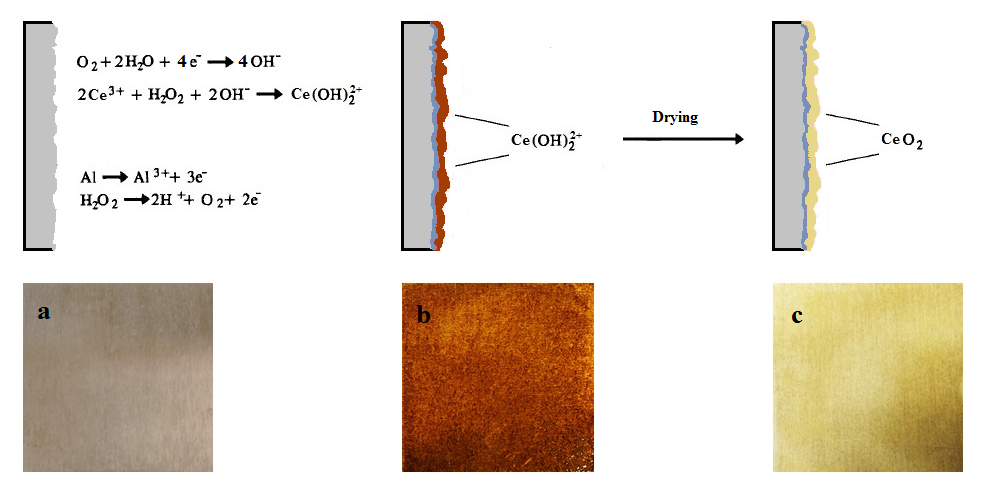 O₂ + 2H₂O + 4e⁻ → 4OH⁻
2Ce³⁺ + H₂O₂ + 2OH⁻ → Ce(OH)₂²⁺
Al → Al³⁺ + 3e⁻
H₂O₂ → 2H⁺ + O₂ + 2e⁻
Ce(OH)₂²⁺
Drying
CeO₂
a
b
c